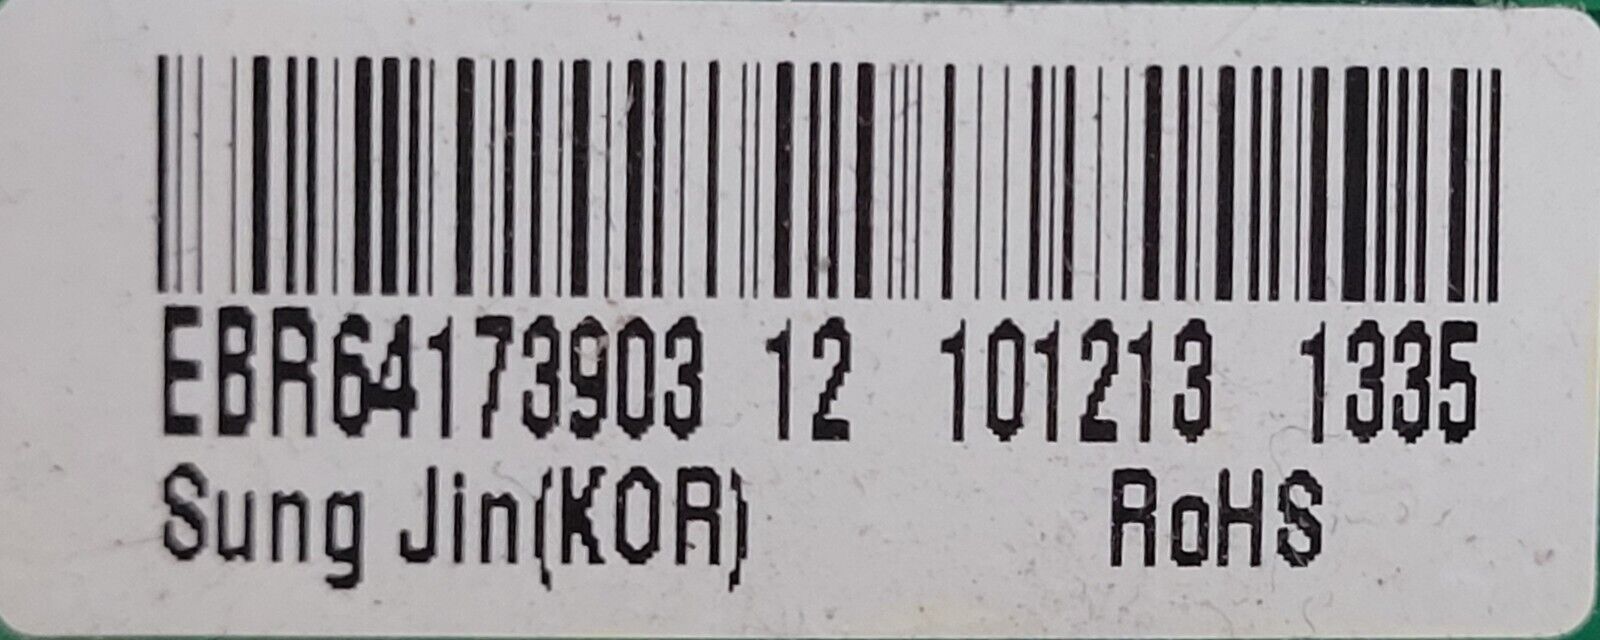 EBR64173903 12 101213 1335
Sung Jin(KOR) RoHS